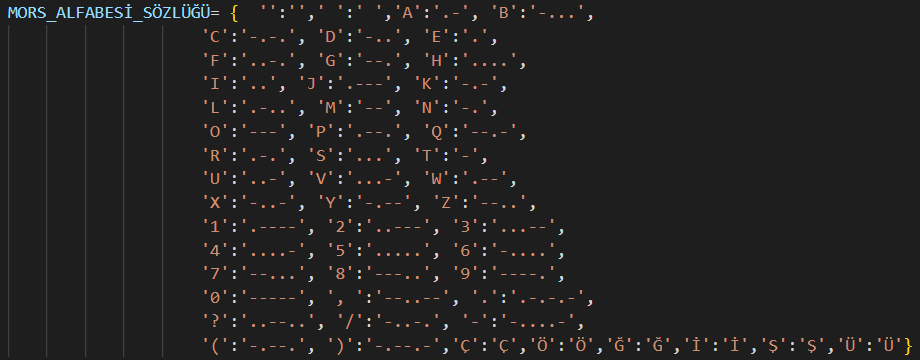 MORS_ALFABESİ_SÖZLÜĞÜ= {  '':'',' ':' ','A':'.-', 'B':'-...',
'C':'-.-.', 'D':'-..', 'E':'.',
'F':'..-.', 'G':'--.', 'H':'....',
'I':'..', 'J':'.---', 'K':'-.-',
'L':'.-..', 'M':'--', 'N':'-.',
'O':'---', 'P':'.--.', 'Q':'--.-',
'R':'.-.', 'S':'...', 'T':'-',
'U':'..-', 'V':'...-', 'W':'.--',
'X':'-..-', 'Y':'-.--', 'Z':'--..',
'1':'.----', '2':'..---', '3':'...--',
'4':'....-', '5':'.....', '6':'-....',
'7':'--...', '8':'---..', '9':'----.',
'0':'-----', ', ':'--..--', '.':'.-.-.-',
'?':'..--..', '/':'-..-.', '-':'-....-',
'(':'-.--.', ')':'-.--.-','Ç':'Ç','Ö':'Ö','Ğ':'Ğ','İ':'İ','Ş':'Ş','Ü':'Ü'}